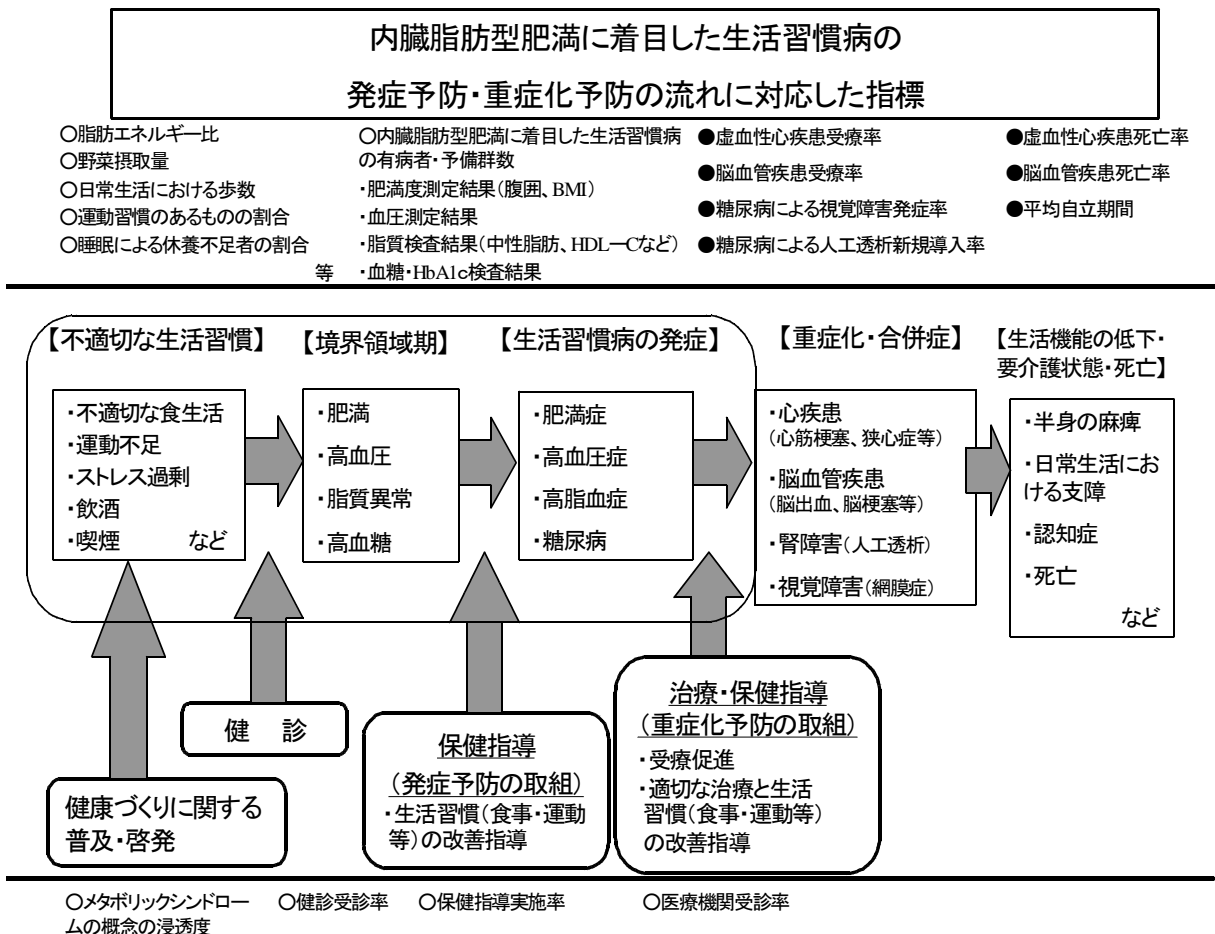 内臓脂肪型肥満に着目した生活習慣病の
発症予防・重症化予防の流れに対応した指標
○脂肪エネルギー比
○野菜摂取量
○日常生活における歩数
○運動習慣のあるものの割合
○睡眠による休養不足者の割合
等
○内臓脂肪型肥満に着目した生活習慣病
の有病者・予備群数
・肥満度測定結果(腹囲、BMI)
・血圧測定結果
・脂質検査結果(中性脂肪、HDL―Cなど)
・血糖・HbA1c検査結果
●虚血性心疾患受療率
●脳血管疾患受療率
●糖尿病による視覚障害発症率
●糖尿病による人工透析新規導入率
●虚血性心疾患死亡率
●脳血管疾患死亡率
●平均自立期間
【不適切な生活習慣】
・不適切な食生活
・運動不足
・ストレス過剰
・飲酒
・喫煙 など
【境界領域期】
・肥満
・高血圧
・脂質異常
・高血糖
【生活習慣病の発症】
・肥満症
・高血圧症
・高脂血症
・糖尿病
【重症化・合併症】
・心疾患
(心筋梗塞、狭心症等)
・脳血管疾患
(脳出血、脳梗塞等)
・腎障害(人工透析)
・視覚障害(網膜症)
【生活機能の低下・
要介護状態・死亡】
・半身の麻痺
・日常生活にお
ける支障
・認知症
・死亡
など
健康づくりに関する
普及・啓発
健 診
保健指導
(発症予防の取組)
・生活習慣(食事・運動
等)の改善指導
治療・保健指導
(重症化予防の取組)
・受療促進
・適切な治療と生活
習慣(食事・運動等)
の改善指導
○メタボリックシンドロー
ムの概念の浸透度
○健診受診率
○保健指導実施率
○医療機関受診率